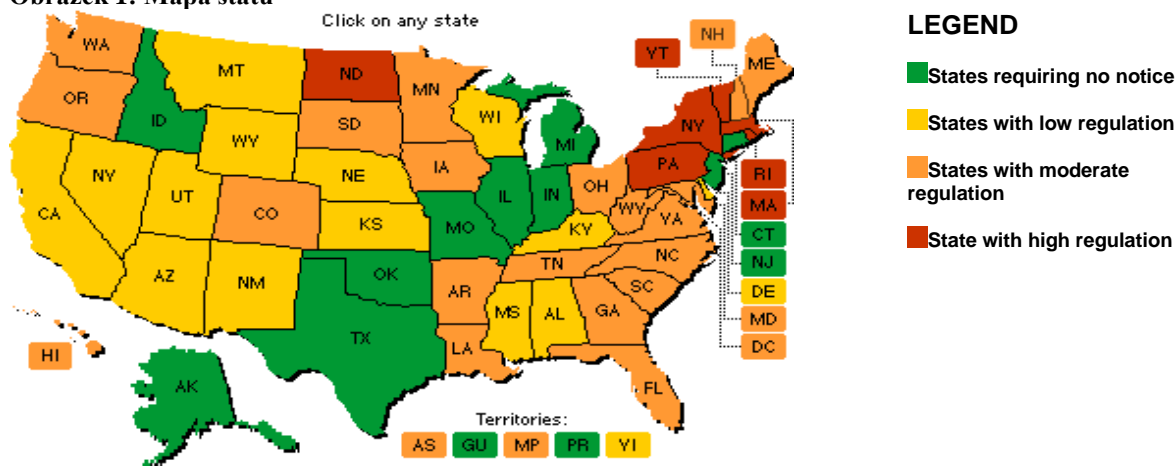 Obrázek 1: Mapa států
Click on any state
LEGEND
States requiring no notice
States with low regulation
States with moderate
regulation
State with high regulation
WA
MT
ND
MN
VT
NH
ME
OR
ID
WY
SD
WI
MI
NY
IA
PA
NV
UT
CO
NE
IL
IN
OH
RI
MA
CT
NJ
DE
MD
DC
CA
KS
MO
KY
WV
VA
AZ
NM
OK
AR
TN
NC
SC
TX
LA
MS
AL
GA
FL
HI
AK
Territories:
AS
GU
MP
PR
VI